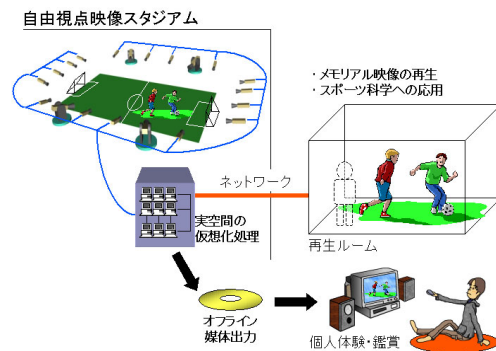 自由視点映像スタジアム
・メモリアル映像の再生
・スポーツ科学への応用
ネットワーク
実空間の
仮想化処理
再生ルーム
オフライン
媒体出力
個人体験・鑑賞